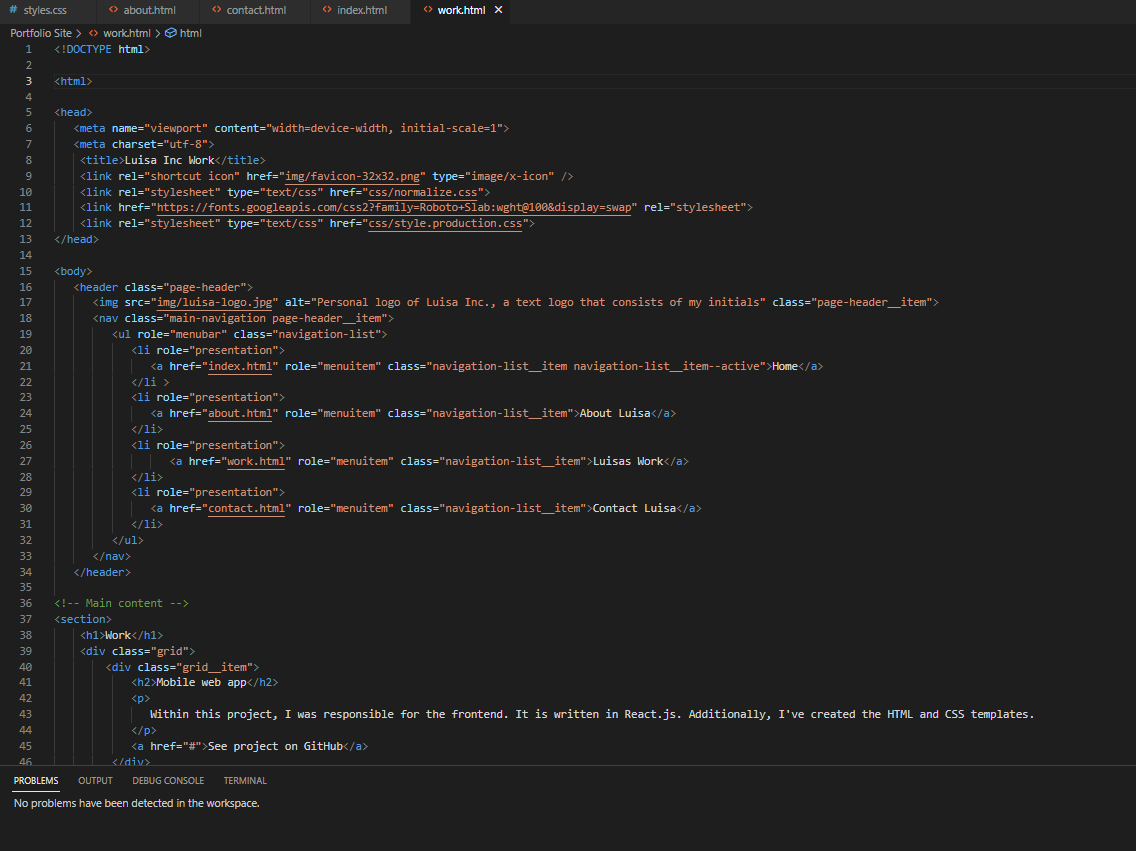 styles.css about.html contact.html index.html work.html
Portfolio Site > work.html > html
1 <!DOCTYPE html>
2
3 <html>
4
5 <head>
6 <meta name="viewport" content="width=device-width, initial-scale=1">
7 <meta charset="utf-8">
8 <title>Luisa Inc Work</title>
9 <link rel="shortcut icon" href="img/favicon-32x32.png" type="image/x-icon" />
10 <link rel="stylesheet" type="text/css" href="css/normalize.css">
11 <link href="https://fonts.googleapis.com/css2?family=Roboto+Slab:wght@100&display=swap" rel="stylesheet">
12 <link rel="stylesheet" type="text/css" href="css/style.production.css">
13 </head>
14
15 <body>
16 <header class="page-header">
17 <img src="img/luisa-logo.jpg" alt="Personal logo of Luisa Inc., a text logo that consists of my initials" class="page-header__item">
18 <nav class="main-navigation page-header__item">
19 <ul role="menubar" class="navigation-list">
20 <li role="presentation">
21 <a href="index.html" role="menuitem" class="navigation-list__item navigation-list__item--active">Home</a>
22 </li >
23 <li role="presentation">
24 <a href="about.html" role="menuitem" class="navigation-list__item">About Luisa</a>
25 </li>
26 <li role="presentation">
27 <a href="work.html" role="menuitem" class="navigation-list__item">Luisas Work</a>
28 </li>
29 <li role="presentation">
30 <a href="contact.html" role="menuitem" class="navigation-list__item">Contact Luisa</a>
31 </li>
32 </ul>
33 </nav>
34 </header>
35
36 <!-- Main content -->
37 <section>
38 <h1>Work</h1>
39 <div class="grid">
40 <div class="grid__item">
41 <h2>Mobile web app</h2>
42 <p>
43 Within this project, I was responsible for the frontend. It is written in React.js. Additionally, I've created the HTML and CSS templates.
44 </p>
45 <a href="#">See project on GitHub</a>
46 </div>
PROBLEMS OUTPUT DEBUG CONSOLE TERMINAL
No problems have been detected in the workspace.